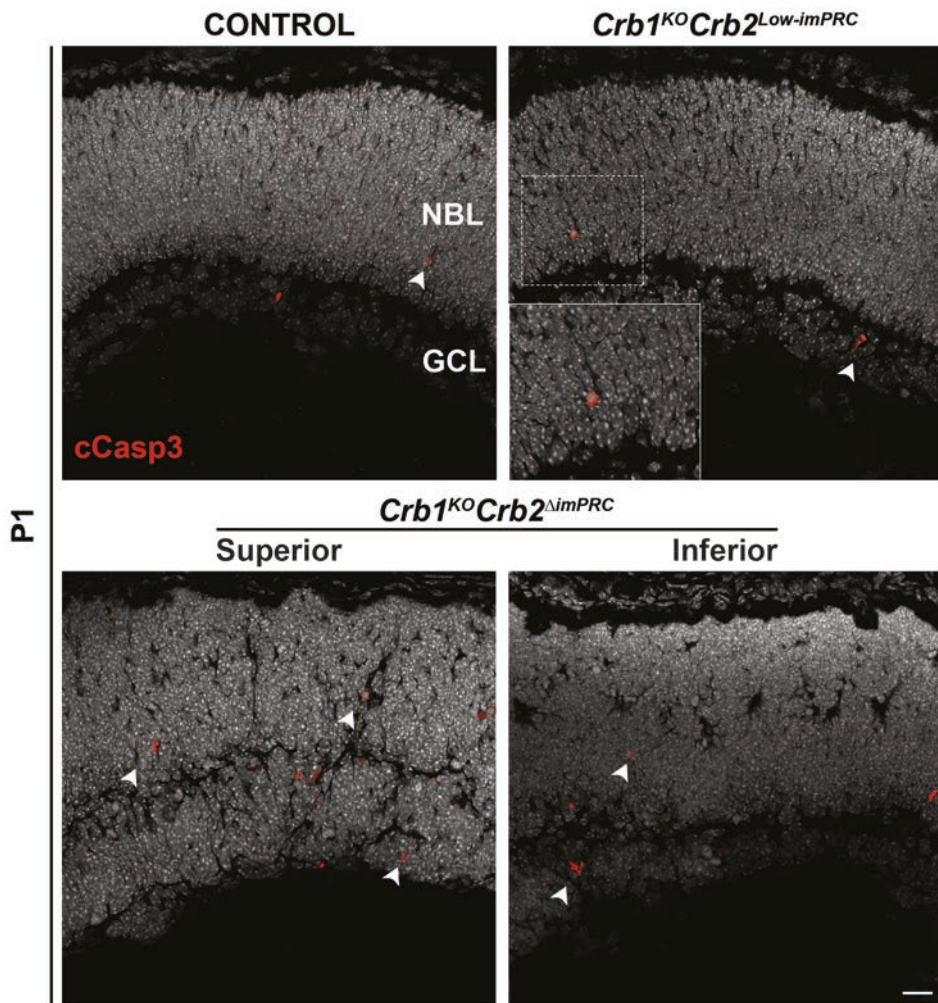 CONTROL
Crb1KOCrb2Low-imPRC
NBL
GCL
cCasp3
P1
Crb1KOCrb2ΔimPRC
Superior
Inferior